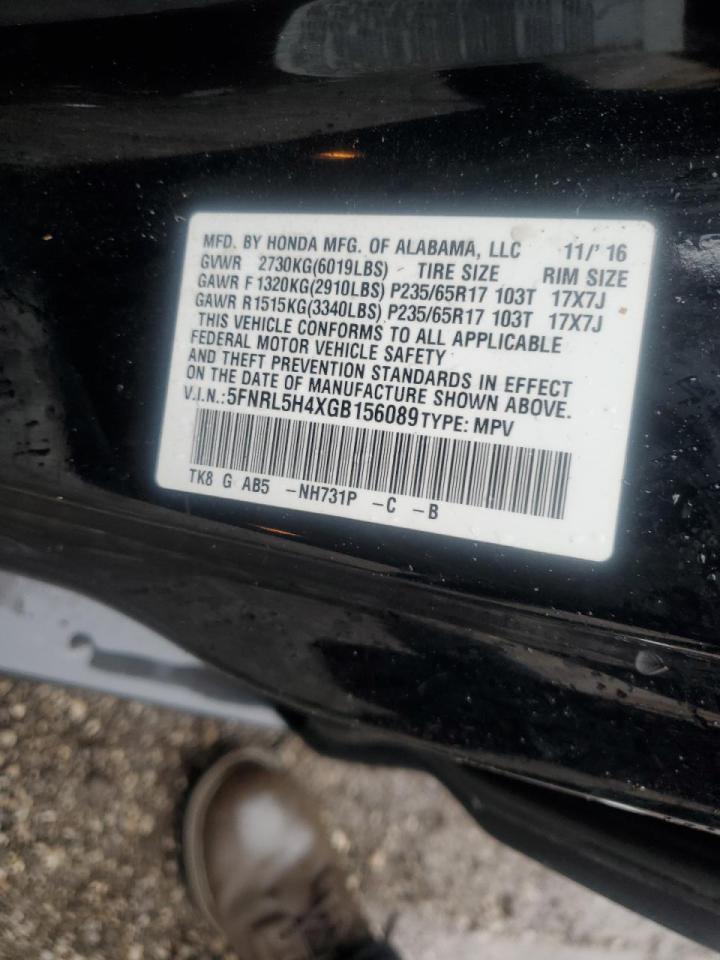 MFD. BY HONDA MFG. OF ALABAMA, LLC 11/'16
GVWR 2730KG(6019LBS) TIRE SIZE RIM SIZE
GAWR F 1320KG(2910LBS) P235/65R17 103T 17X7J
GAWR R1515KG(3340LBS) P235/65R17 103T 17X7J
THIS VEHICLE CONFORMS TO ALL APPLICABLE
FEDERAL MOTOR VEHICLE SAFETY
AND THEFT PREVENTION STANDARDS IN EFFECT
ON THE DATE OF MANUFACTURE SHOWN ABOVE.
V.I.N.:5FNRL5H4XGB156089 TYPE: MPV
TK8 G AB5 -NH731P -C -B